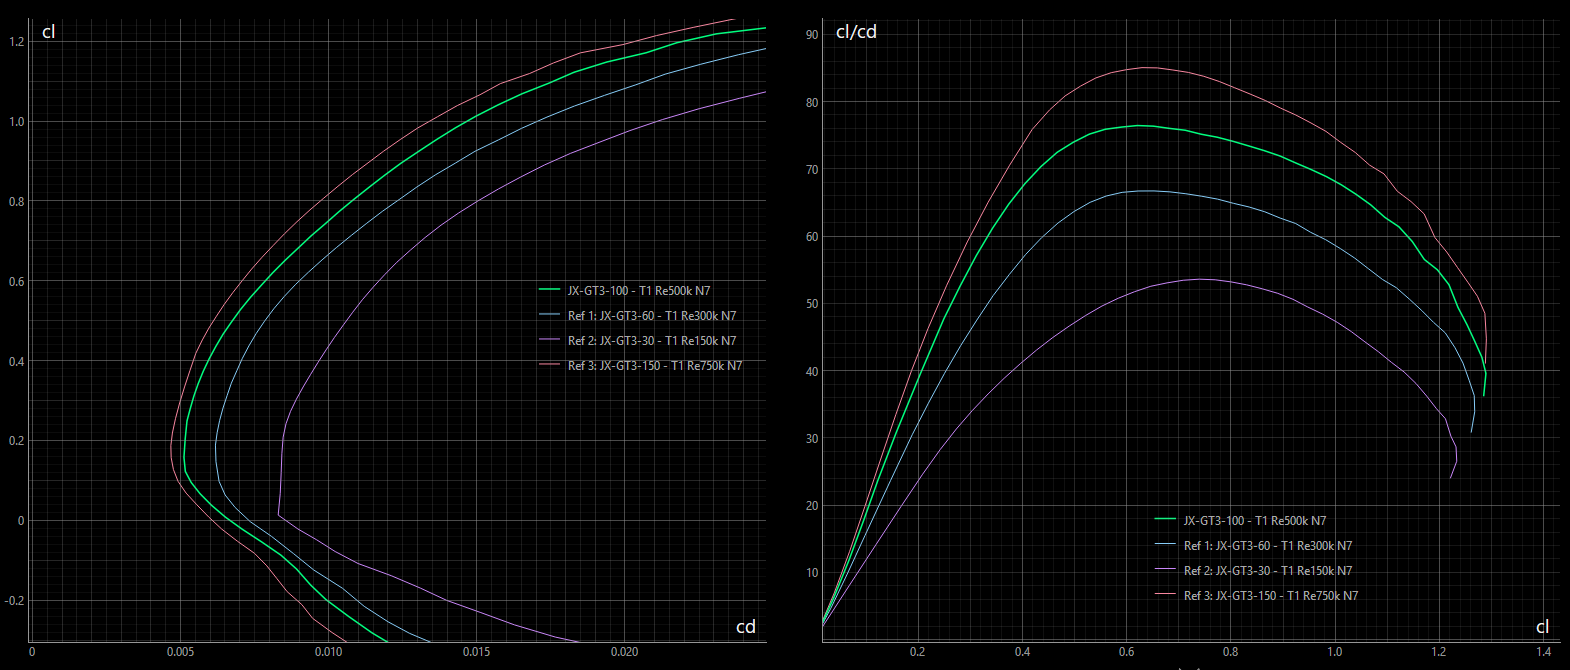 cl
1.2
1.0
0.8
0.6
0.4
0.2
0
-0.2
JX-GT3-100 - T1 Re500k N7
Ref 1: JX-GT3-60 - T1 Re300k N7
Ref 2: JX-GT3-30 - T1 Re150k N7
Ref 3: JX-GT3-150 - T1 Re750k N7
cd
0 0.005 0.010 0.015 0.020
cl/cd
90
80
70
60
50
40
30
20
10
JX-GT3-100 - T1 Re500k N7
Ref 1: JX-GT3-60 - T1 Re300k N7
Ref 2: JX-GT3-30 - T1 Re150k N7
Ref 3: JX-GT3-150 - T1 Re750k N7
cl
0.2 0.4 0.6 0.8 1.0 1.2 1.4